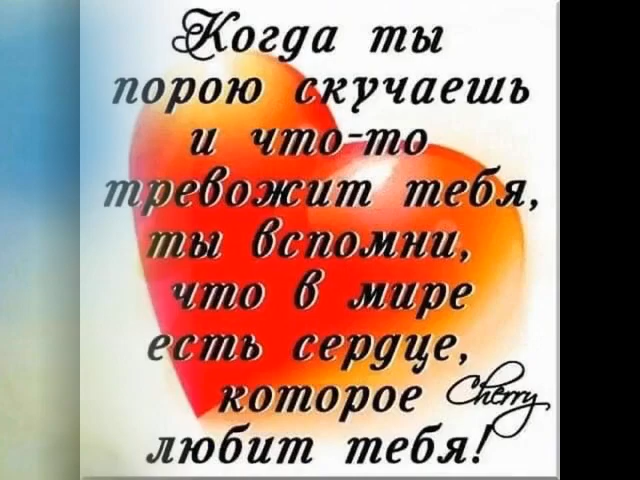 Когда ты
порою скучаешь
и что-то
тревожит тебя,
ты вспомни,
что в мире
есть сердце,
которое
любит тебя!
Cherry